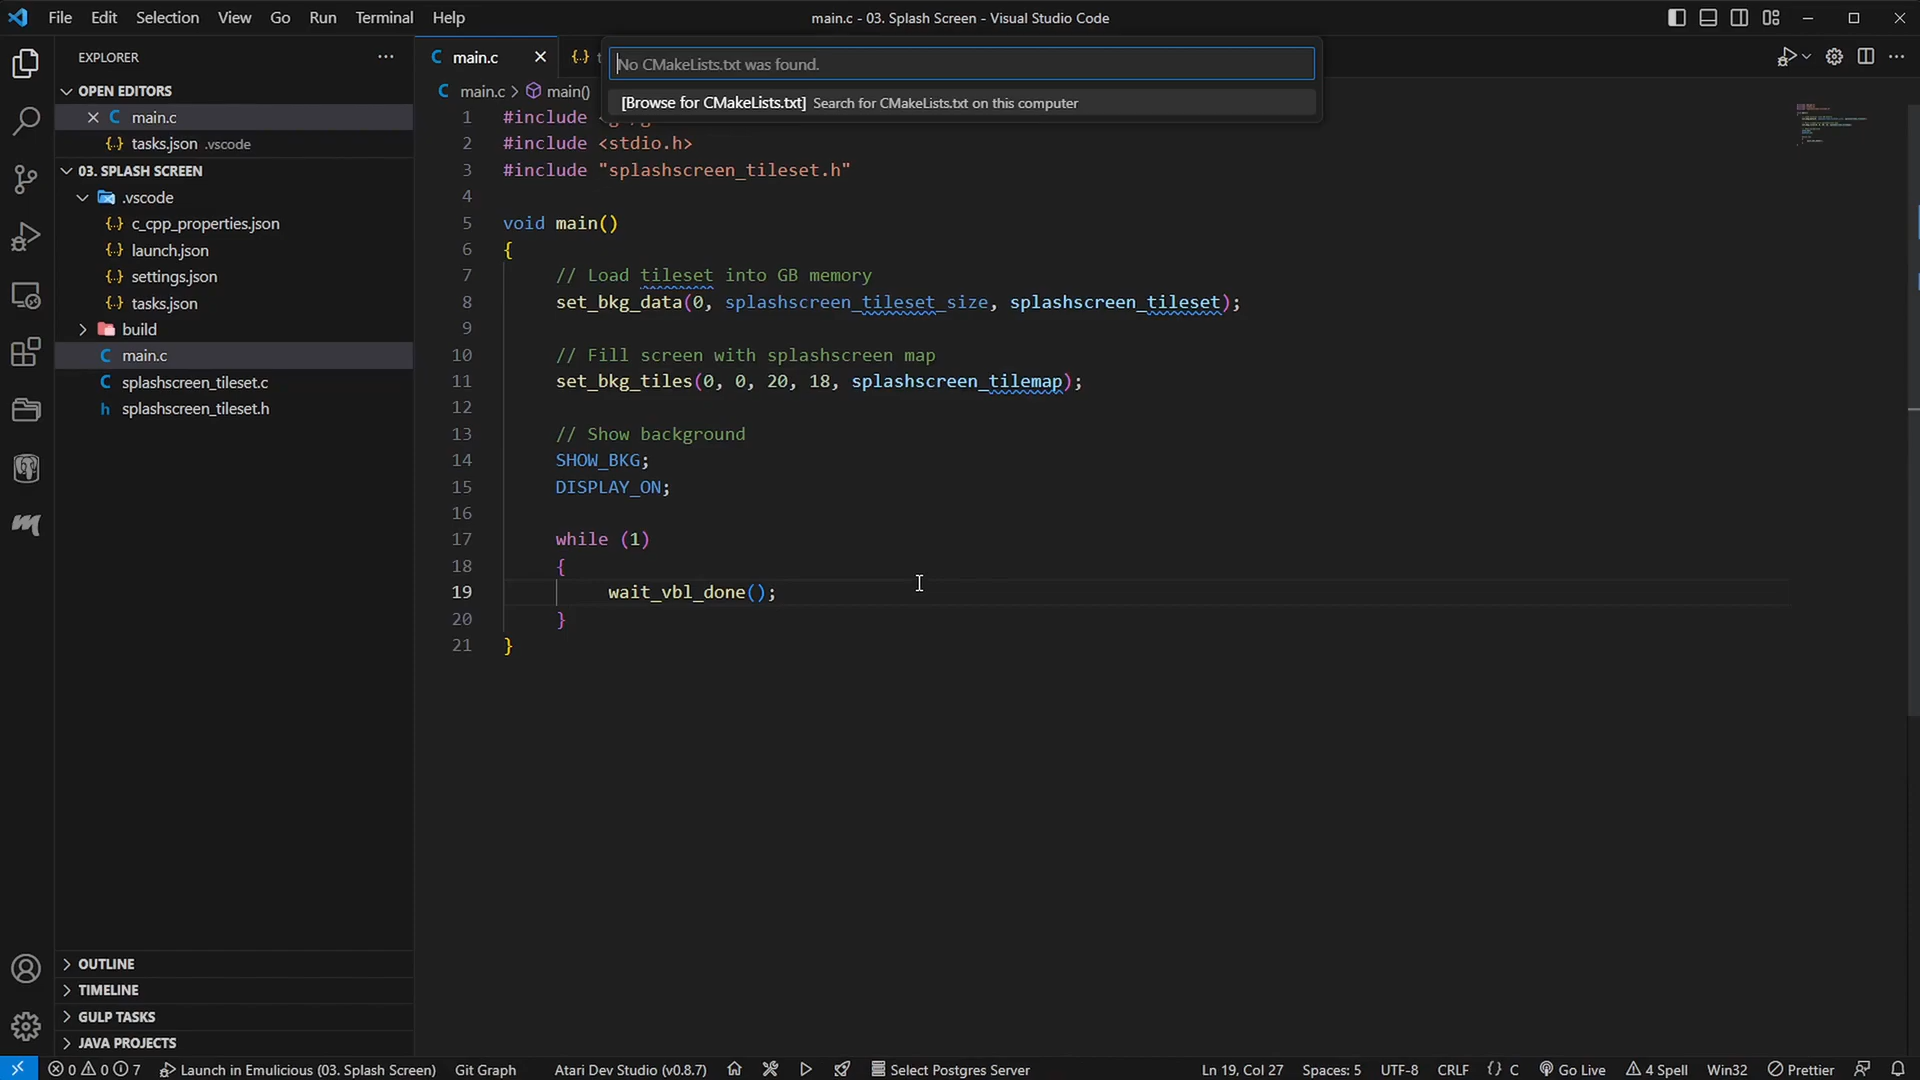 File Edit Selection View Go Run Terminal Help
main.c - 03. Splash Screen - Visual Studio Code
EXPLORER
OPEN EDITORS
main.c
tasks.json .vscode
03. SPLASH SCREEN
.vscode
c_cpp_properties.json
launch.json
settings.json
tasks.json
build
main.c
splashscreen_tileset.c
splashscreen_tileset.h
OUTLINE
TIMELINE
GULP TASKS
JAVA PROJECTS
main.c
No CMakeLists.txt was found.
[Browse for CMakeLists.txt] Search for CMakeLists.txt on this computer
main.c > main()
1 #include
2 #include <stdio.h>
3 #include "splashscreen_tileset.h"
4
5 void main()
6 {
7 // Load tileset into GB memory
8 set_bkg_data(0, splashscreen_tileset_size, splashscreen_tileset);
9
10 // Fill screen with splashscreen map
11 set_bkg_tiles(0, 0, 20, 18, splashscreen_tilemap);
12
13 // Show background
14 SHOW_BKG;
15 DISPLAY_ON;
16
17 while (1)
18 {
19 wait_vbl_done();
20 }
21 }
0 0 7 Launch in Emulicious (03. Splash Screen) Git Graph Atari Dev Studio (v0.8.7) Select Postgres Server Ln 19, Col 27 Spaces: 5 UTF-8 CRLF {} C Go Live 4 Spell Win32 Prettier